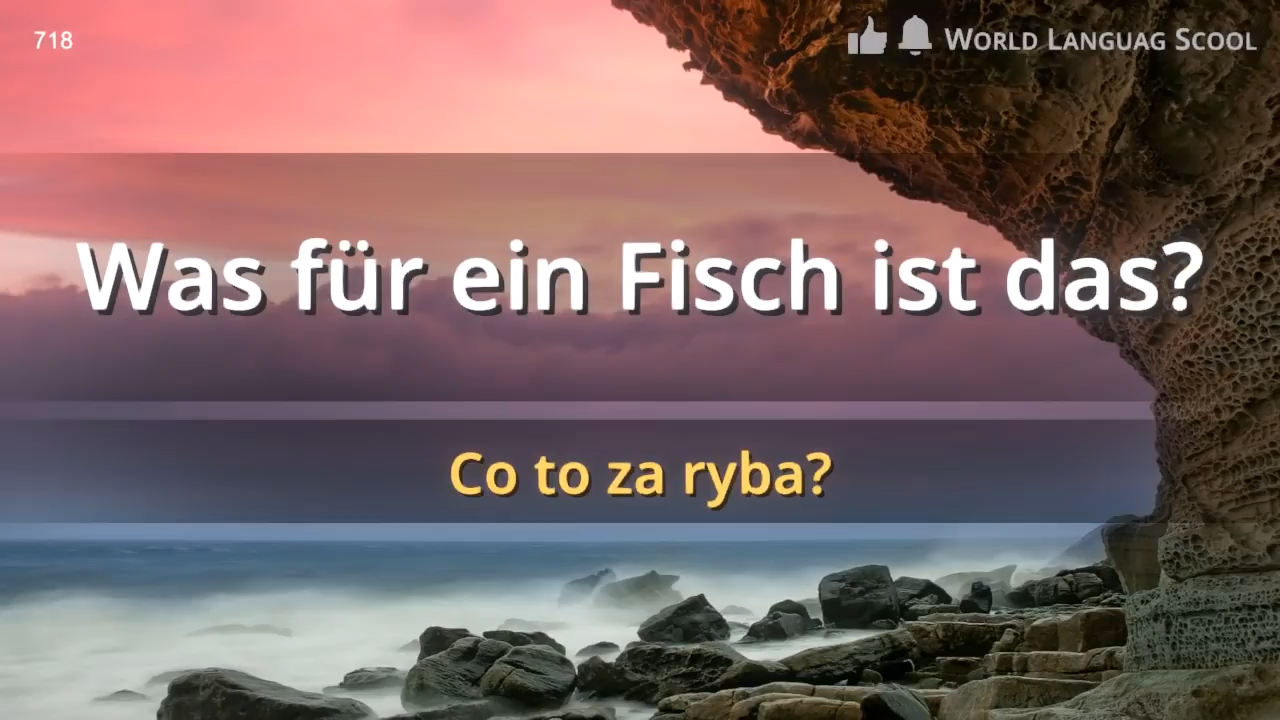 718
WORLD LANGUAG SCOOL
Was für ein Fisch ist das?
Co to za ryba?